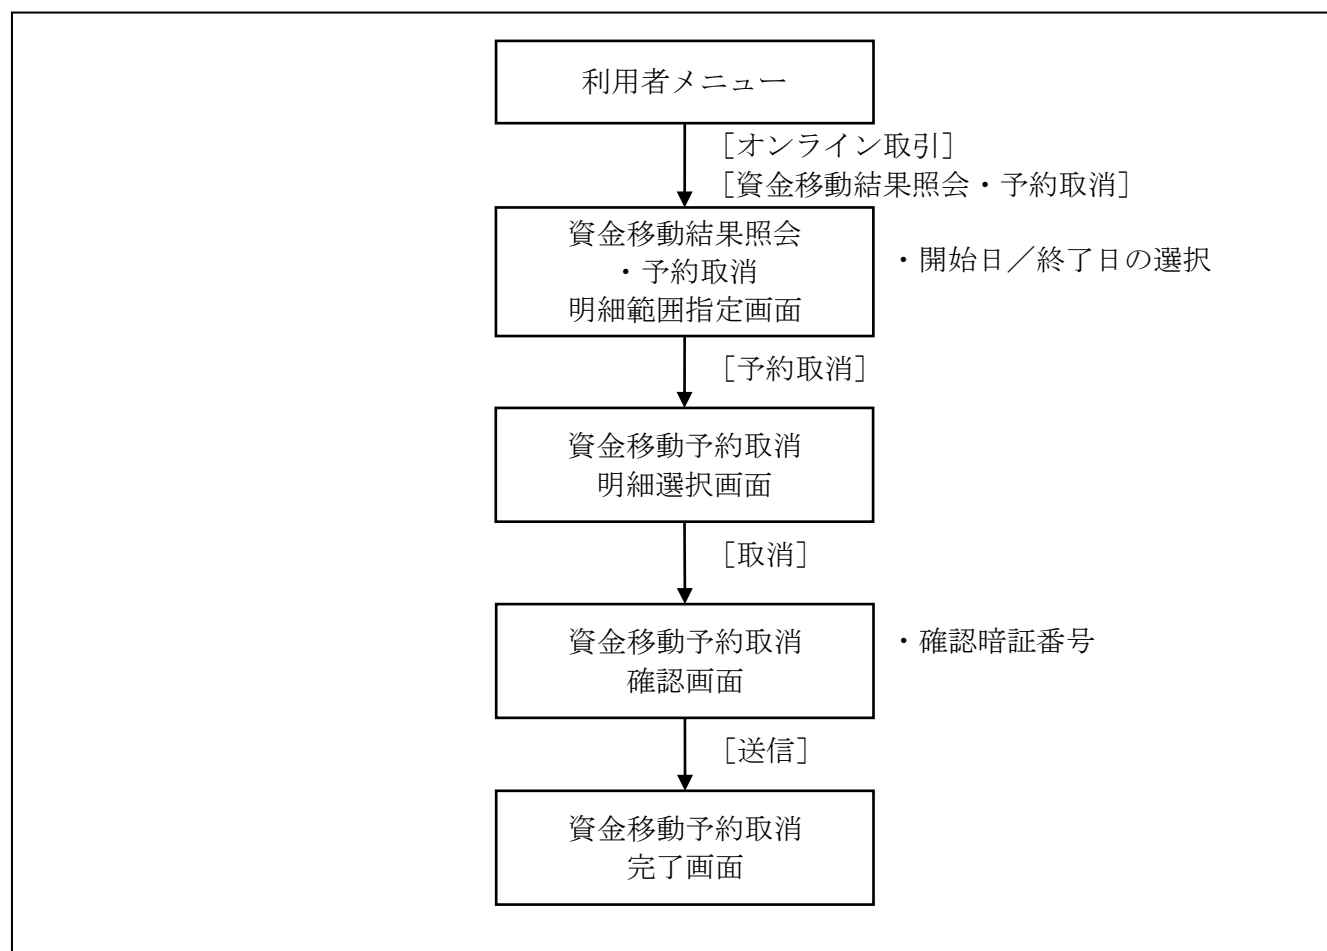 利用者メニュー
［オンライン取引］
［資金移動結果照会・予約取消］
資金移動結果照会
・予約取消
明細範囲指定画面
・開始日／終了日の選択
［予約取消］
資金移動予約取消
明細選択画面
［取消］
資金移動予約取消
確認画面
・確認暗証番号
［送信］
資金移動予約取消
完了画面